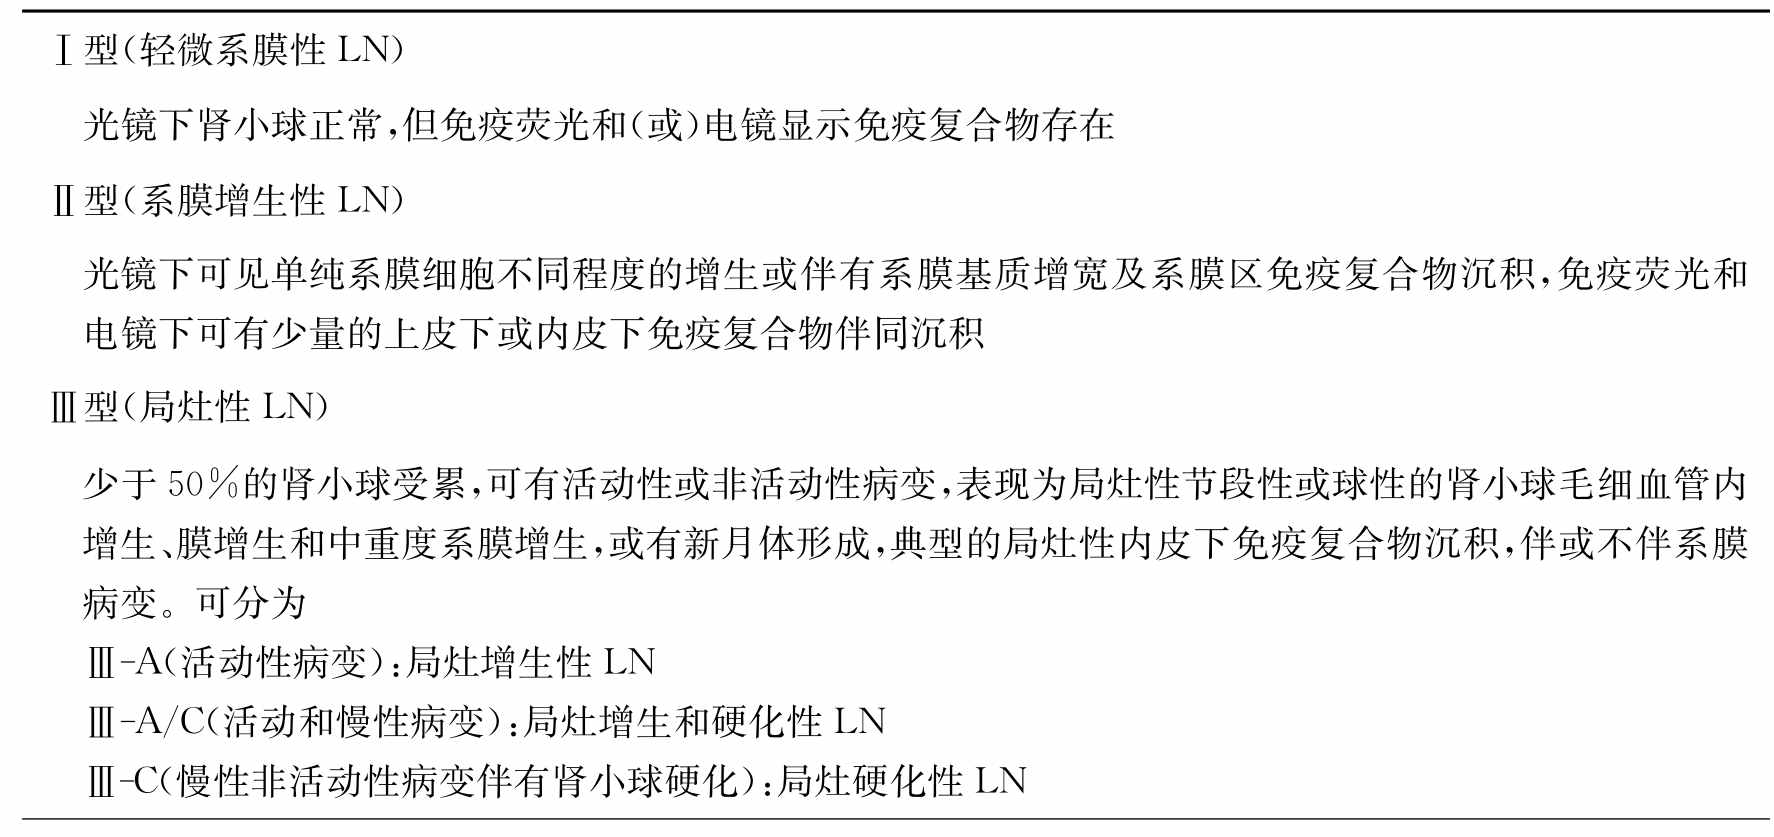 Ⅰ型(轻微系膜性 LN)
光镜下肾小球正常,但免疫荧光和(或)电镜显示免疫复合物存在
Ⅱ型(系膜增生性 LN)
光镜下可见单纯系膜细胞不同程度的增生或伴有系膜基质增宽及系膜区免疫复合物沉积,免疫荧光和
电镜下可有少量的上皮下或内皮下免疫复合物伴同沉积
Ⅲ型(局灶性 LN)
少于 50%的肾小球受累,可有活动性或非活动性病变,表现为局灶性节段性或球性的肾小球毛细血管内
增生、膜增生和中重度系膜增生,或有新月体形成,典型的局灶性内皮下免疫复合物沉积,伴或不伴系膜
病变。可分为
Ⅲ-A(活动性病变):局灶增生性 LN
Ⅲ-A/C(活动和慢性病变):局灶增生和硬化性 LN
Ⅲ-C(慢性非活动性病变伴有肾小球硬化):局灶硬化性 LN